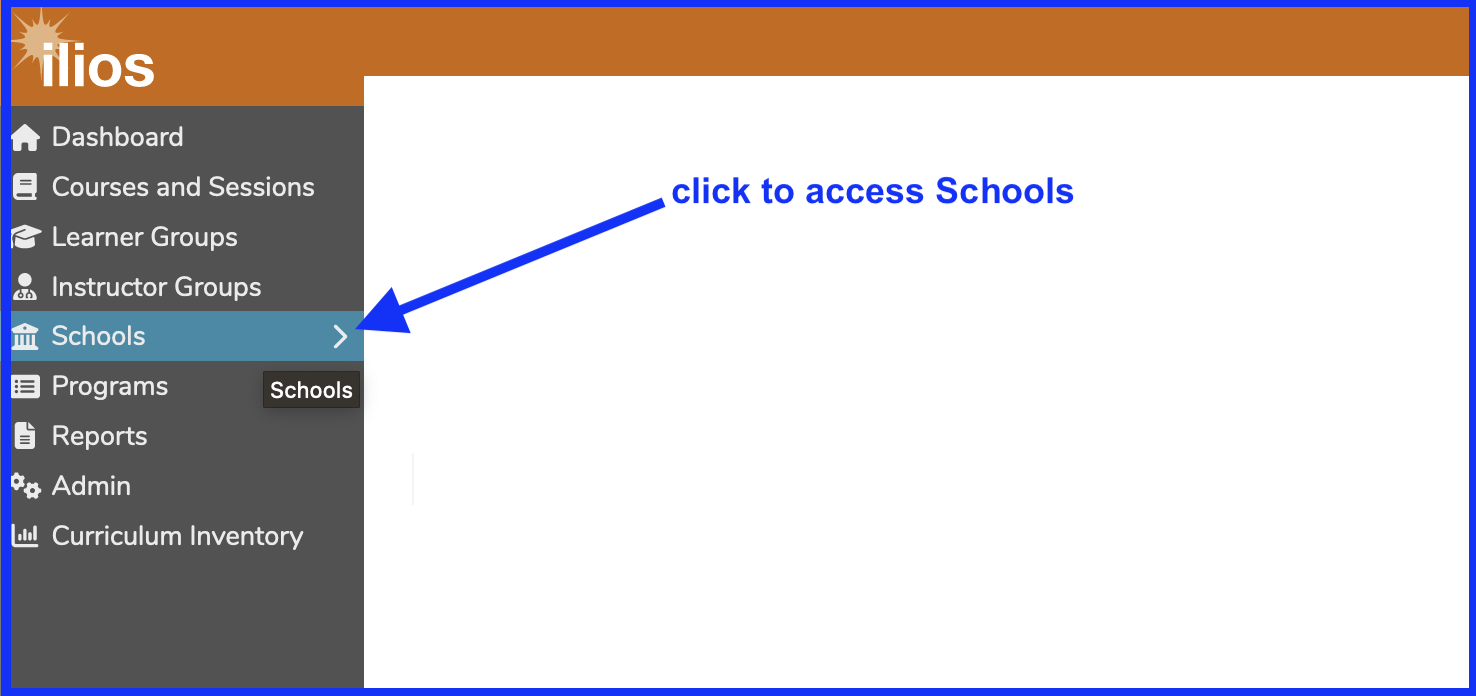 ilios
Dashboard
Courses and Sessions
click to access Schools
Learner Groups
Instructor Groups
Schools
Programs
Schools
Reports
Admin
Curriculum Inventory